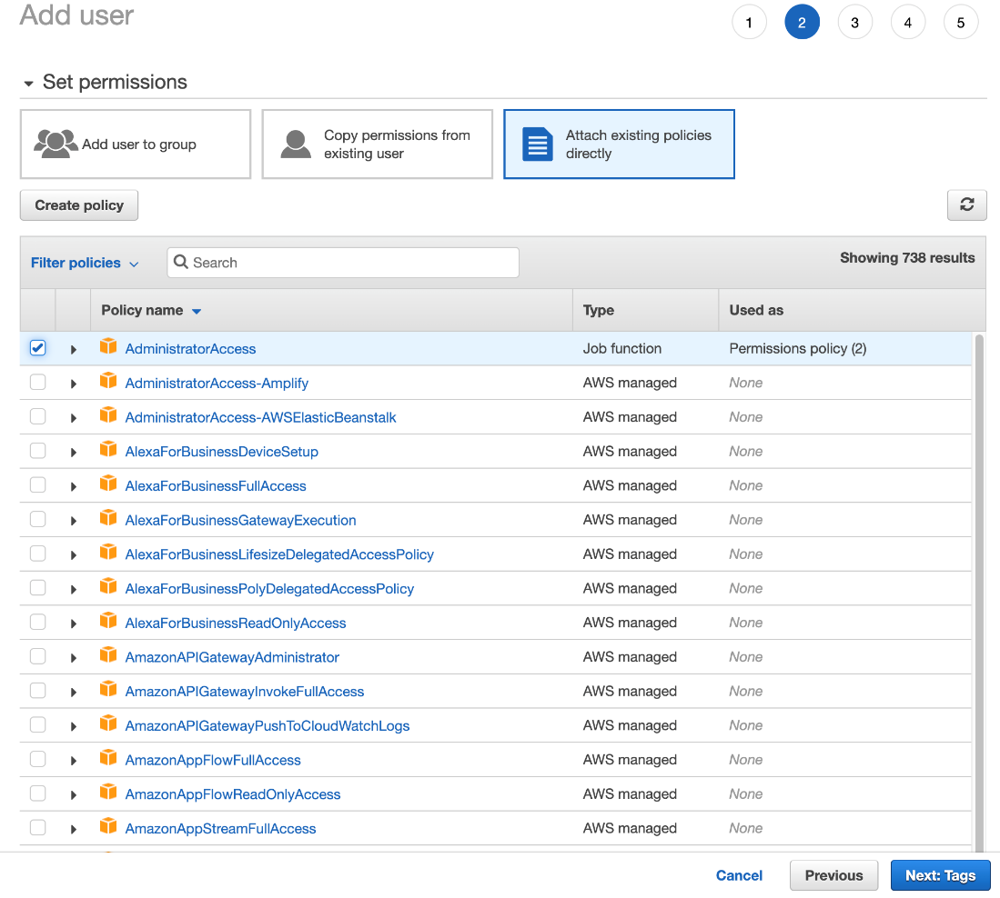 Add user
1 2 3 4 5
Set permissions
Add user to group
Copy permissions from
existing user
Attach existing policies
directly
Create policy
Filter policies Search Showing 738 results
Policy name Type Used as
AdministratorAccess Job function Permissions policy (2)
AdministratorAccess-Amplify AWS managed None
AdministratorAccess-AWSElasticBeanstalk AWS managed None
AlexaForBusinessDeviceSetup AWS managed None
AlexaForBusinessFullAccess AWS managed None
AlexaForBusinessGatewayExecution AWS managed None
AlexaForBusinessLifesizeDelegatedAccessPolicy AWS managed None
AlexaForBusinessPolyDelegatedAccessPolicy AWS managed None
AlexaForBusinessReadOnlyAccess AWS managed None
AmazonAPIGatewayAdministrator AWS managed None
AmazonAPIGatewayInvokeFullAccess AWS managed None
AmazonAPIGatewayPushToCloudWatchLogs AWS managed None
AmazonAppFlowFullAccess AWS managed None
AmazonAppFlowReadOnlyAccess AWS managed None
AmazonAppStreamFullAccess AWS managed None
Cancel Previous Next: Tags